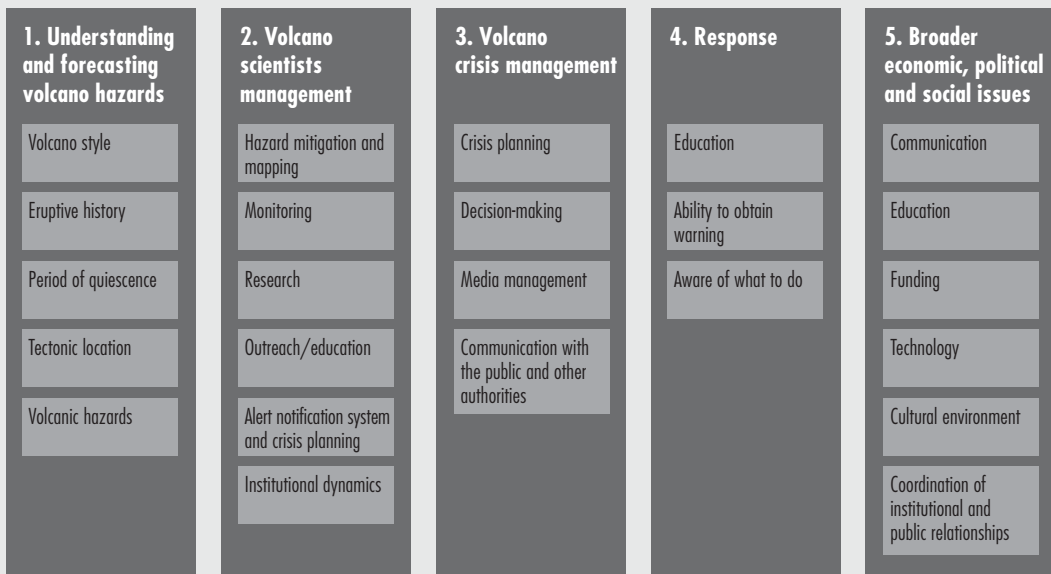 1. Understanding
and forecasting
volcano hazards
Volcano style
Eruptive history
Period of quiescence
Tectonic location
Volcanic hazards
2. Volcano
scientists
management
Hazard mitigation and
mapping
Monitoring
Research
Outreach/education
Alert notification system
and crisis planning
Institutional dynamics
3. Volcano
crisis management
Crisis planning
Decision-making
Media management
Communication with
the public and other
authorities
4. Response
Education
Ability to obtain
warning
Aware of what to do
5. Broader
economic, political
and social issues
Communication
Education
Funding
Technology
Cultural environment
Coordination of
institutional and
public relationships